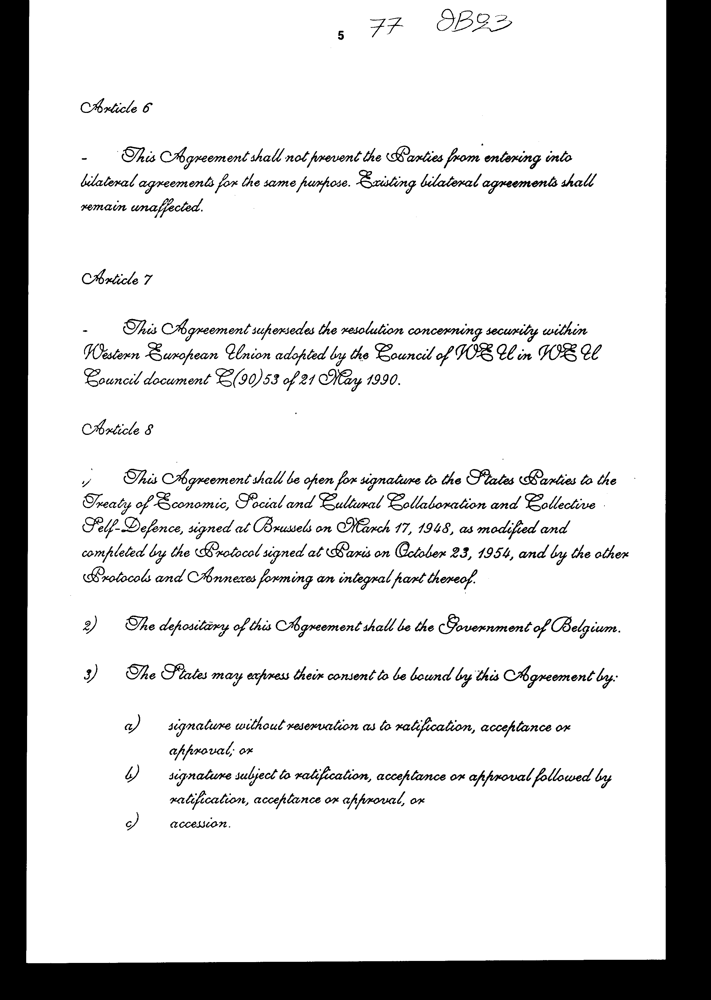 5 77 DB23
Article 6
- This Agreement shall not prevent the Parties from entering into
bilateral agreements for the same purpose. Existing bilateral agreements shall
remain unaffected.
Article 7
- This Agreement supersedes the resolution concerning security within
Western European Union adopted by the Council of WEU in WEU
Council document C(90)53 of 21 May 1990.
Article 8
1) This Agreement shall be open for signature to the States Parties to the
Treaty of Economic, Social and Cultural Collaboration and Collective
Self-Defence, signed at Brussels on March 17, 1948, as modified and
completed by the Protocol signed at Paris on October 23, 1954, and by the other
Protocols and Annexes forming an integral part thereof.
2) The depositary of this Agreement shall be the Government of Belgium.
3) The States may express their consent to be bound by this Agreement by:
a) signature without reservation as to ratification, acceptance or
approval; or
b) signature subject to ratification, acceptance or approval followed by
ratification, acceptance or approval, or
c) accession.